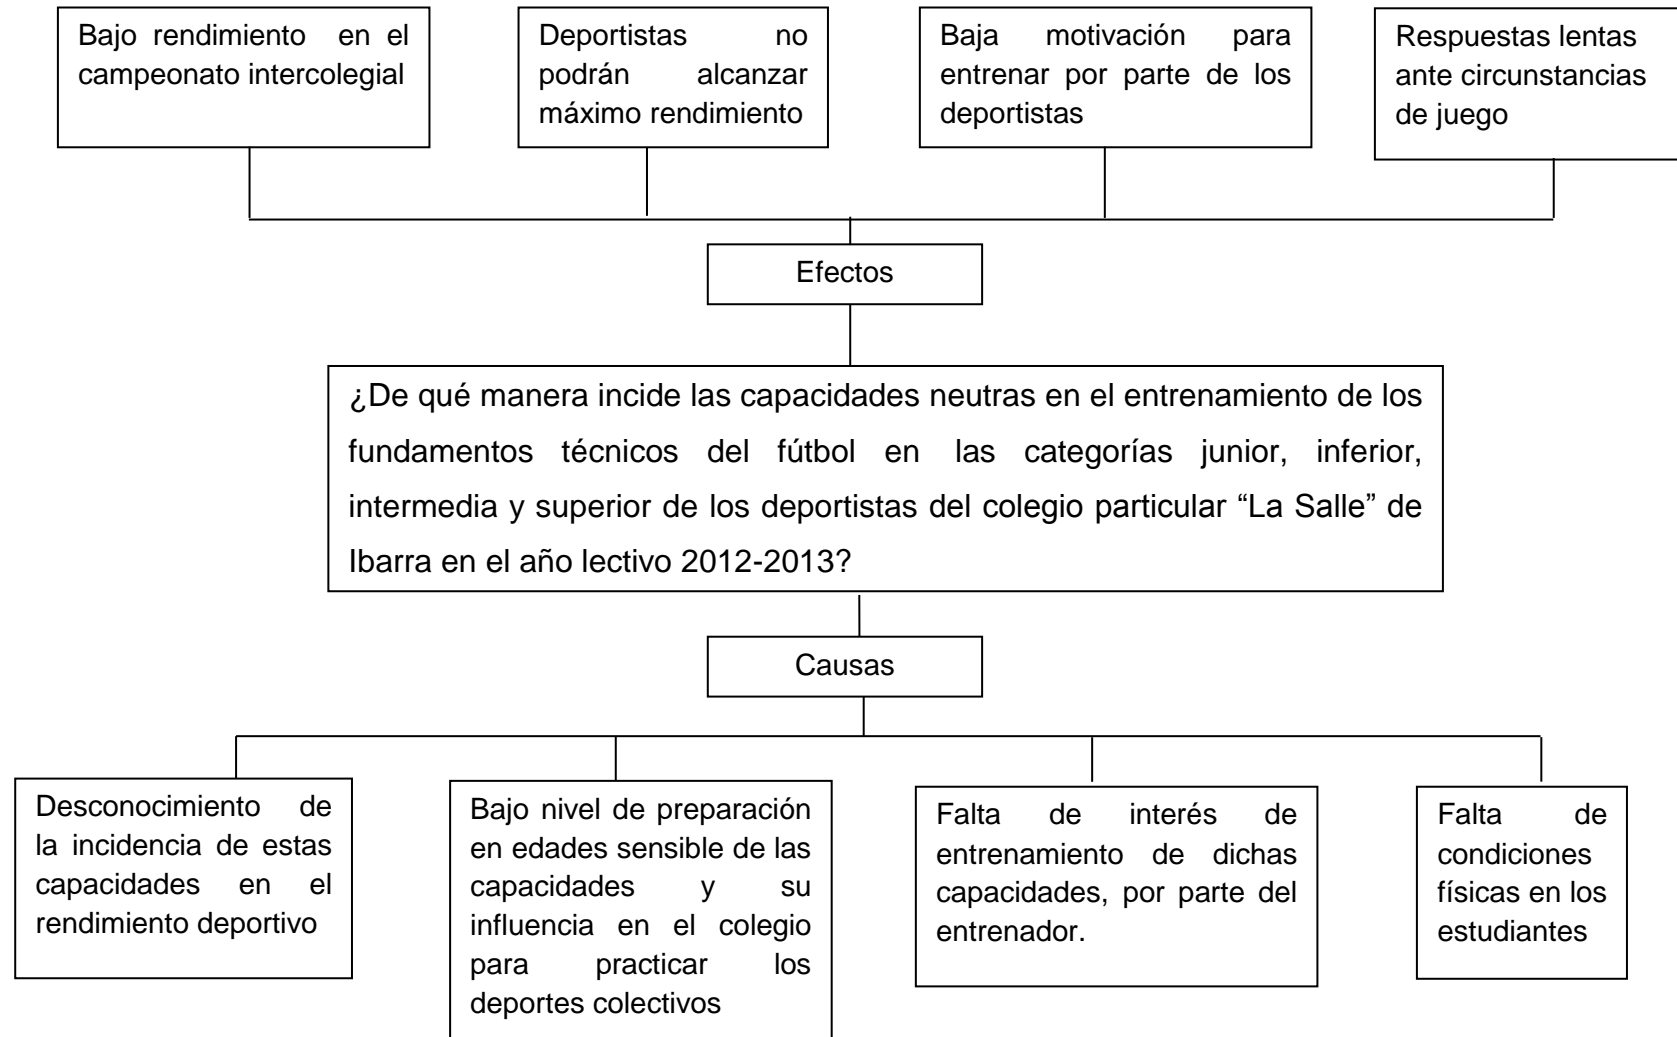 Bajo rendimiento en el
campeonato intercolegial
Deportistas no
podrán alcanzar
máximo rendimiento
Baja motivación para
entrenar por parte de los
deportistas
Respuestas lentas
ante circunstancias
de juego
Efectos
¿De qué manera incide las capacidades neutras en el entrenamiento de los
fundamentos técnicos del fútbol en las categorías junior, inferior,
intermedia y superior de los deportistas del colegio particular “La Salle” de
Ibarra en el año lectivo 2012-2013?
Causas
Desconocimiento de
la incidencia de estas
capacidades en el
rendimiento deportivo
Bajo nivel de preparación
en edades sensible de las
capacidades y su
influencia en el colegio
para practicar los
deportes colectivos
Falta de interés de
entrenamiento de dichas
capacidades, por parte del
entrenador.
Falta de
condiciones
físicas en los
estudiantes